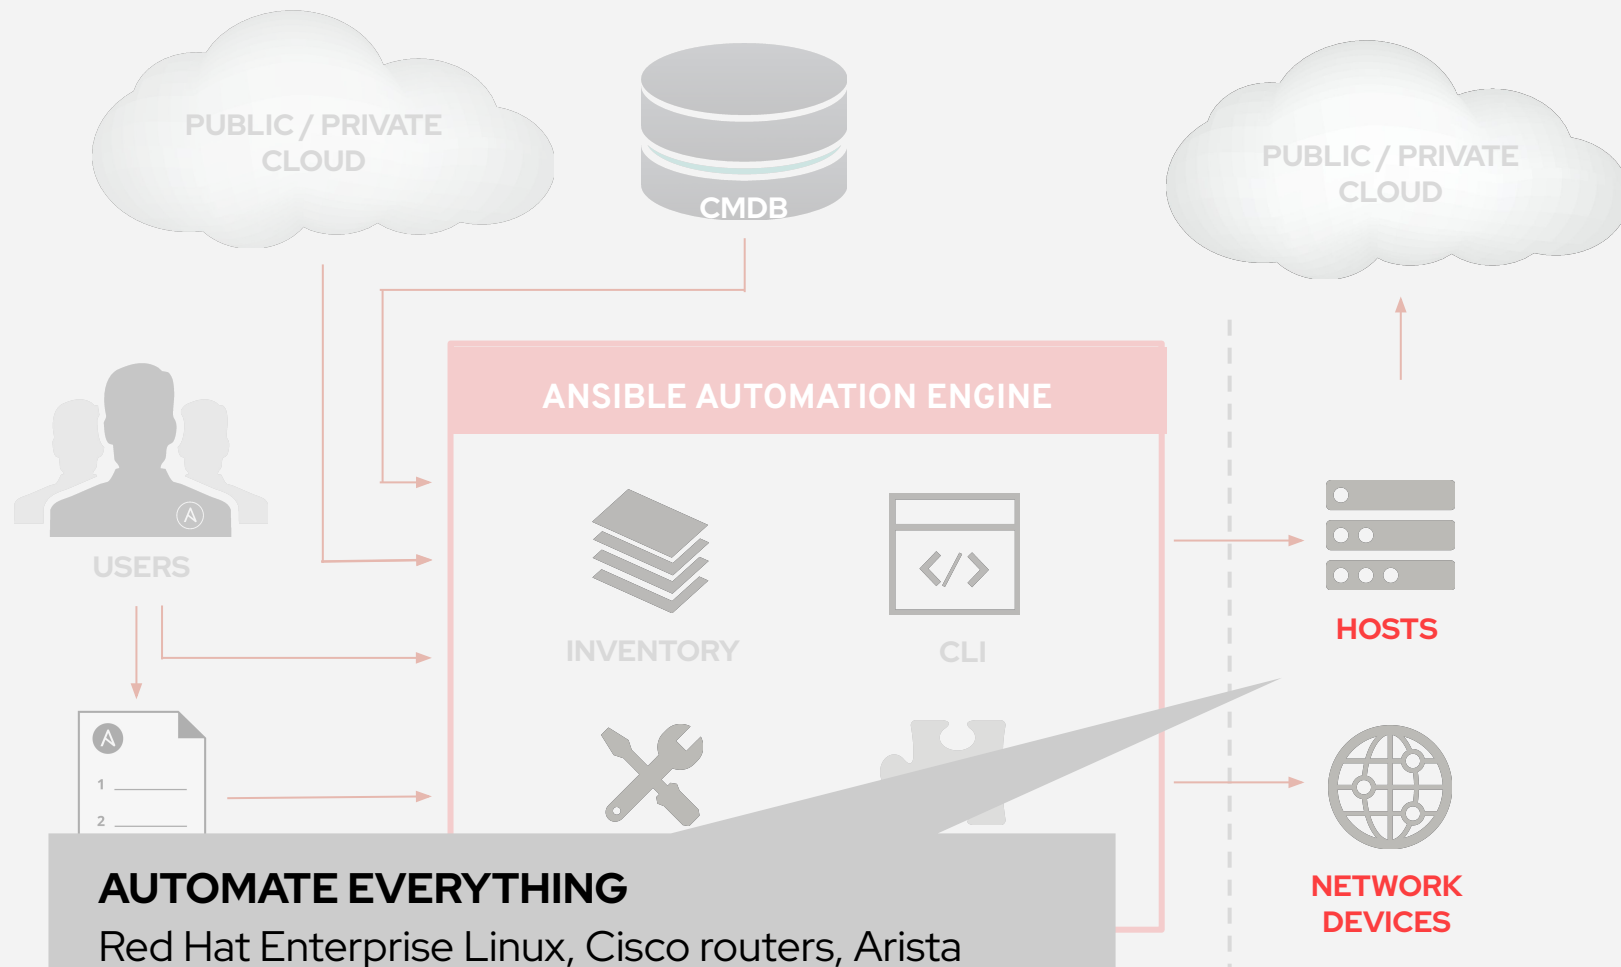 PUBLIC / PRIVATE
CLOUD
CMDB
PUBLIC / PRIVATE
CLOUD
ANSIBLE AUTOMATION ENGINE
USERS
INVENTORY
CLI
HOSTS
1
2
NETWORK
DEVICES
AUTOMATE EVERYTHING
Red Hat Enterprise Linux, Cisco routers, Arista